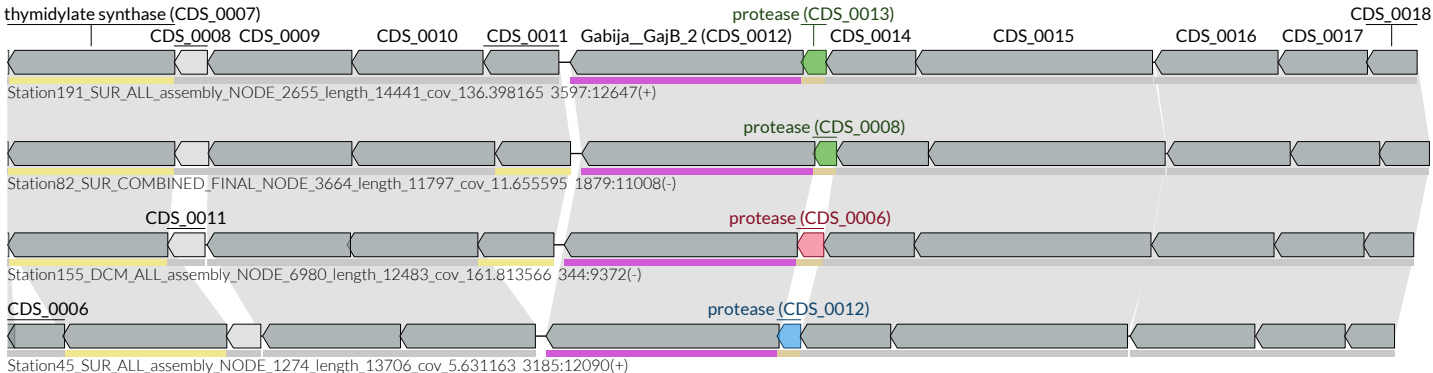 thymidylate synthase (CDS_0007) protease (CDS_0013) CDS_0018
CDS_0008 CDS_0009 CDS_0010 CDS_0011 Gabija__GajB_2 (CDS_0012) CDS_0014 CDS_0015 CDS_0016 CDS_0017
Station191_SUR_ALL_assembly_NODE_2655_length_14441_cov_136.398165 3597:12647(+)
protease (CDS_0008)
Station82_SUR_COMBINED_FINAL_NODE_3664_length_11797_cov_11.655595 1879:11008(-)
CDS_0011 protease (CDS_0006)
Station155_DCM_ALL_assembly_NODE_6980_length_12483_cov_161.813566 344:9372(-)
CDS_0006 protease (CDS_0012)
Station45_SUR_ALL_assembly_NODE_1274_length_13706_cov_5.631163 3185:12090(+)